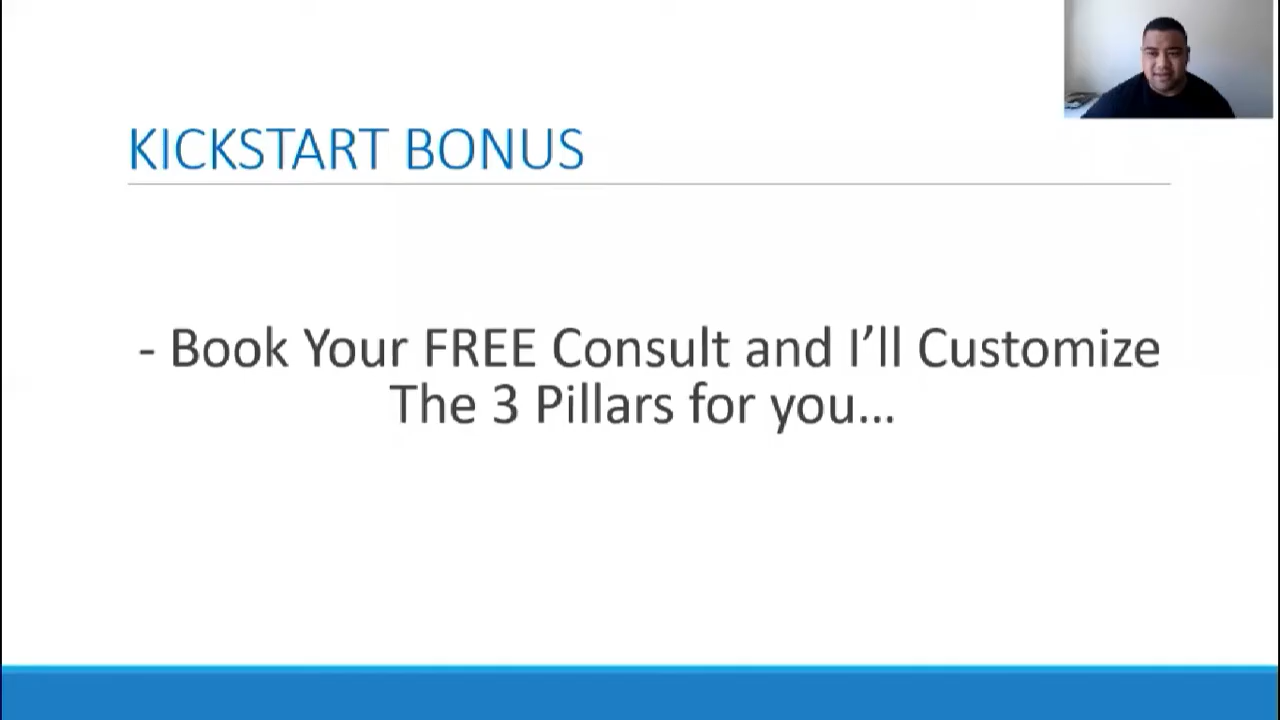 KICKSTART BONUS
- Book Your FREE Consult and I’ll Customize
The 3 Pillars for you...